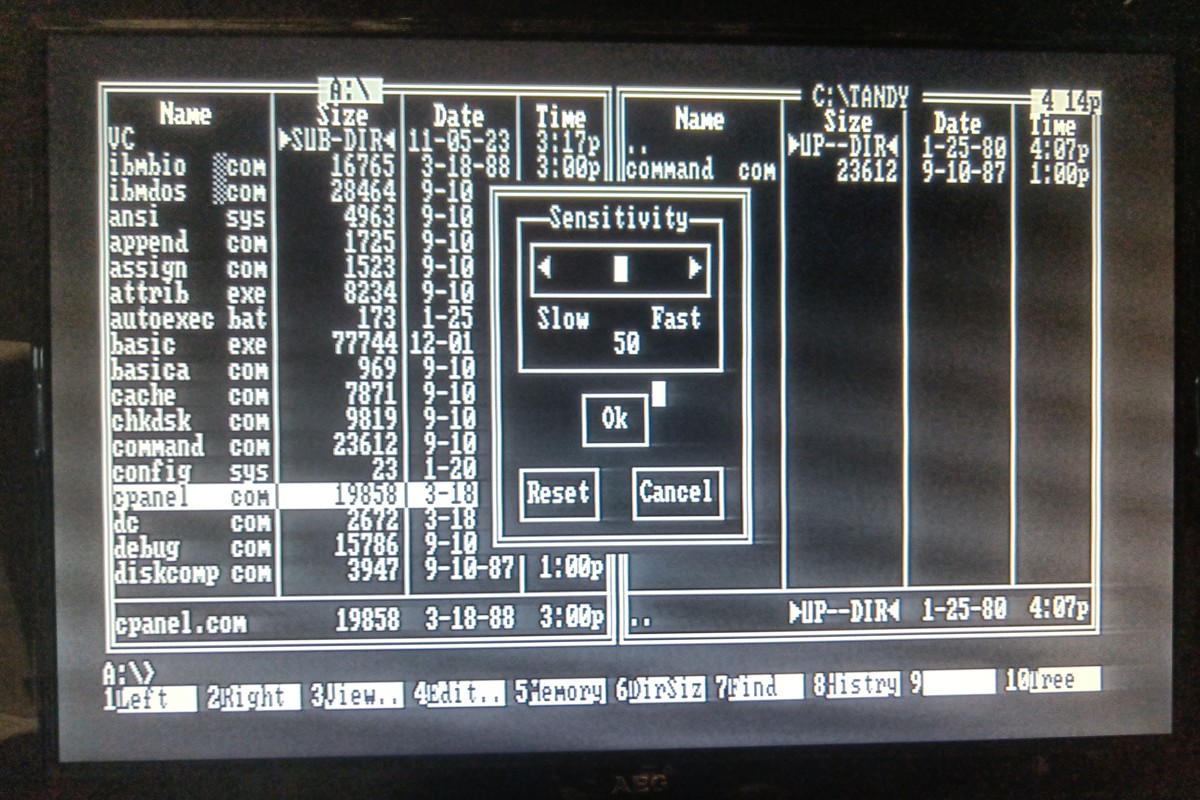 A:\ C:\TANDY 4 14p
Name Size Date Time Name Size Date Time
VC ►SUB-DIR◄ 11-05-23 3:17p .. ►UP--DIR◄ 1-25-80 4:07p
ibmbio ░com 16765 3-18-88 3:00p command com 23612 9-10-87 1:00p
ibmdos ░com 28464 9-10
ansi sys 4963 9-10
append com 1725 9-10
assign com 1523 9-10
attrib exe 8234 9-10
autoexec bat 173 1-25
basic exe 77744 12-01
basica com 969 9-10
cache com 7871 9-10
chkdsk com 9819 9-10
command com 23612 9-10
config sys 23 1-20
cpanel com 19858 3-18
dc com 2672 3-18
debug com 15786 9-10
diskcomp com 3947 9-10-87 1:00p
Sensitivity
◄ ►
Slow Fast
50
Ok
Reset Cancel
cpanel.com 19858 3-18-88 3:00p .. ►UP--DIR◄ 1-25-80 4:07p
A:\>
1Left 2Right 3View.. 4Edit.. 5Memory 6DirSiz 7Find 8Histry 9 10Tree
AEG